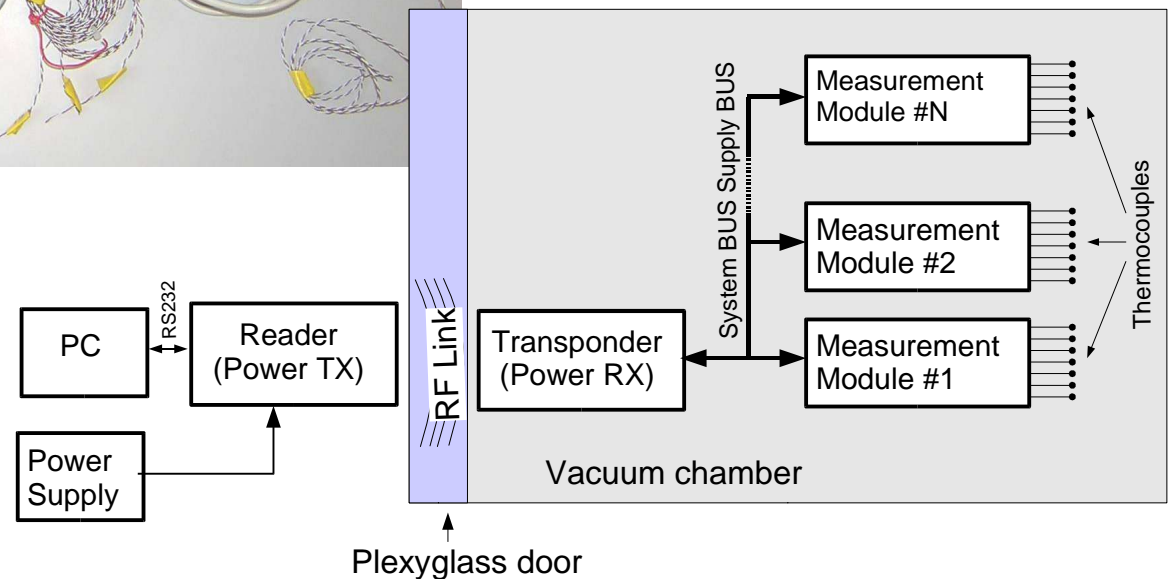 Measurement
Module #N
System BUS Supply BUS
Measurement
Module #2
Thermocouples
PC
RS232
Reader
(Power TX)
RF Link
Transponder
(Power RX)
Measurement
Module #1
Power
Supply
Vacuum chamber
Plexyglass door